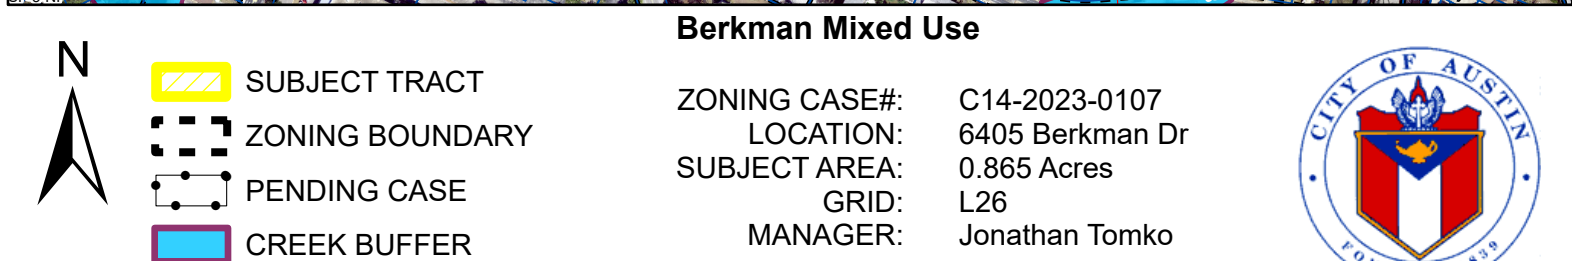 Berkman Mixed Use
N
SUBJECT TRACT
ZONING BOUNDARY
PENDING CASE
CREEK BUFFER
ZONING CASE#: C14-2023-0107
LOCATION: 6405 Berkman Dr
SUBJECT AREA: 0.865 Acres
GRID: L26
MANAGER: Jonathan Tomko
CITY OF AUSTIN